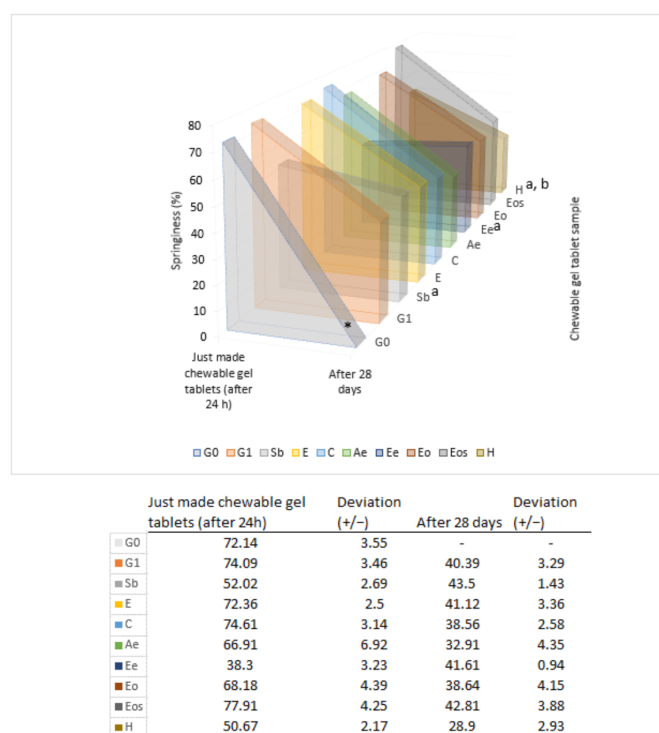 80
70
60
50
40
30
20
10
0
Springiness (%)
Just made
chewable gel
tablets (after
24 h)
After 28
days
*
G0
G1
Sb a
E
C
Ae
Ee a
Eo
Eos
H a, b
Chewable gel tablet sample
G0 G1 Sb E C Ae Ee Eo Eos H
Just made chewable gel Deviation Deviation
tablets (after 24h) (+/−) After 28 days (+/−)
G0 72.14 3.55 - -
G1 74.09 3.46 40.39 3.29
Sb 52.02 2.69 43.5 1.43
E 72.36 2.5 41.12 3.36
C 74.61 3.14 38.56 2.58
Ae 66.91 6.92 32.91 4.35
Ee 38.3 3.23 41.61 0.94
Eo 68.18 4.39 38.64 4.15
Eos 77.91 4.25 42.81 3.88
H 50.67 2.17 28.9 2.93